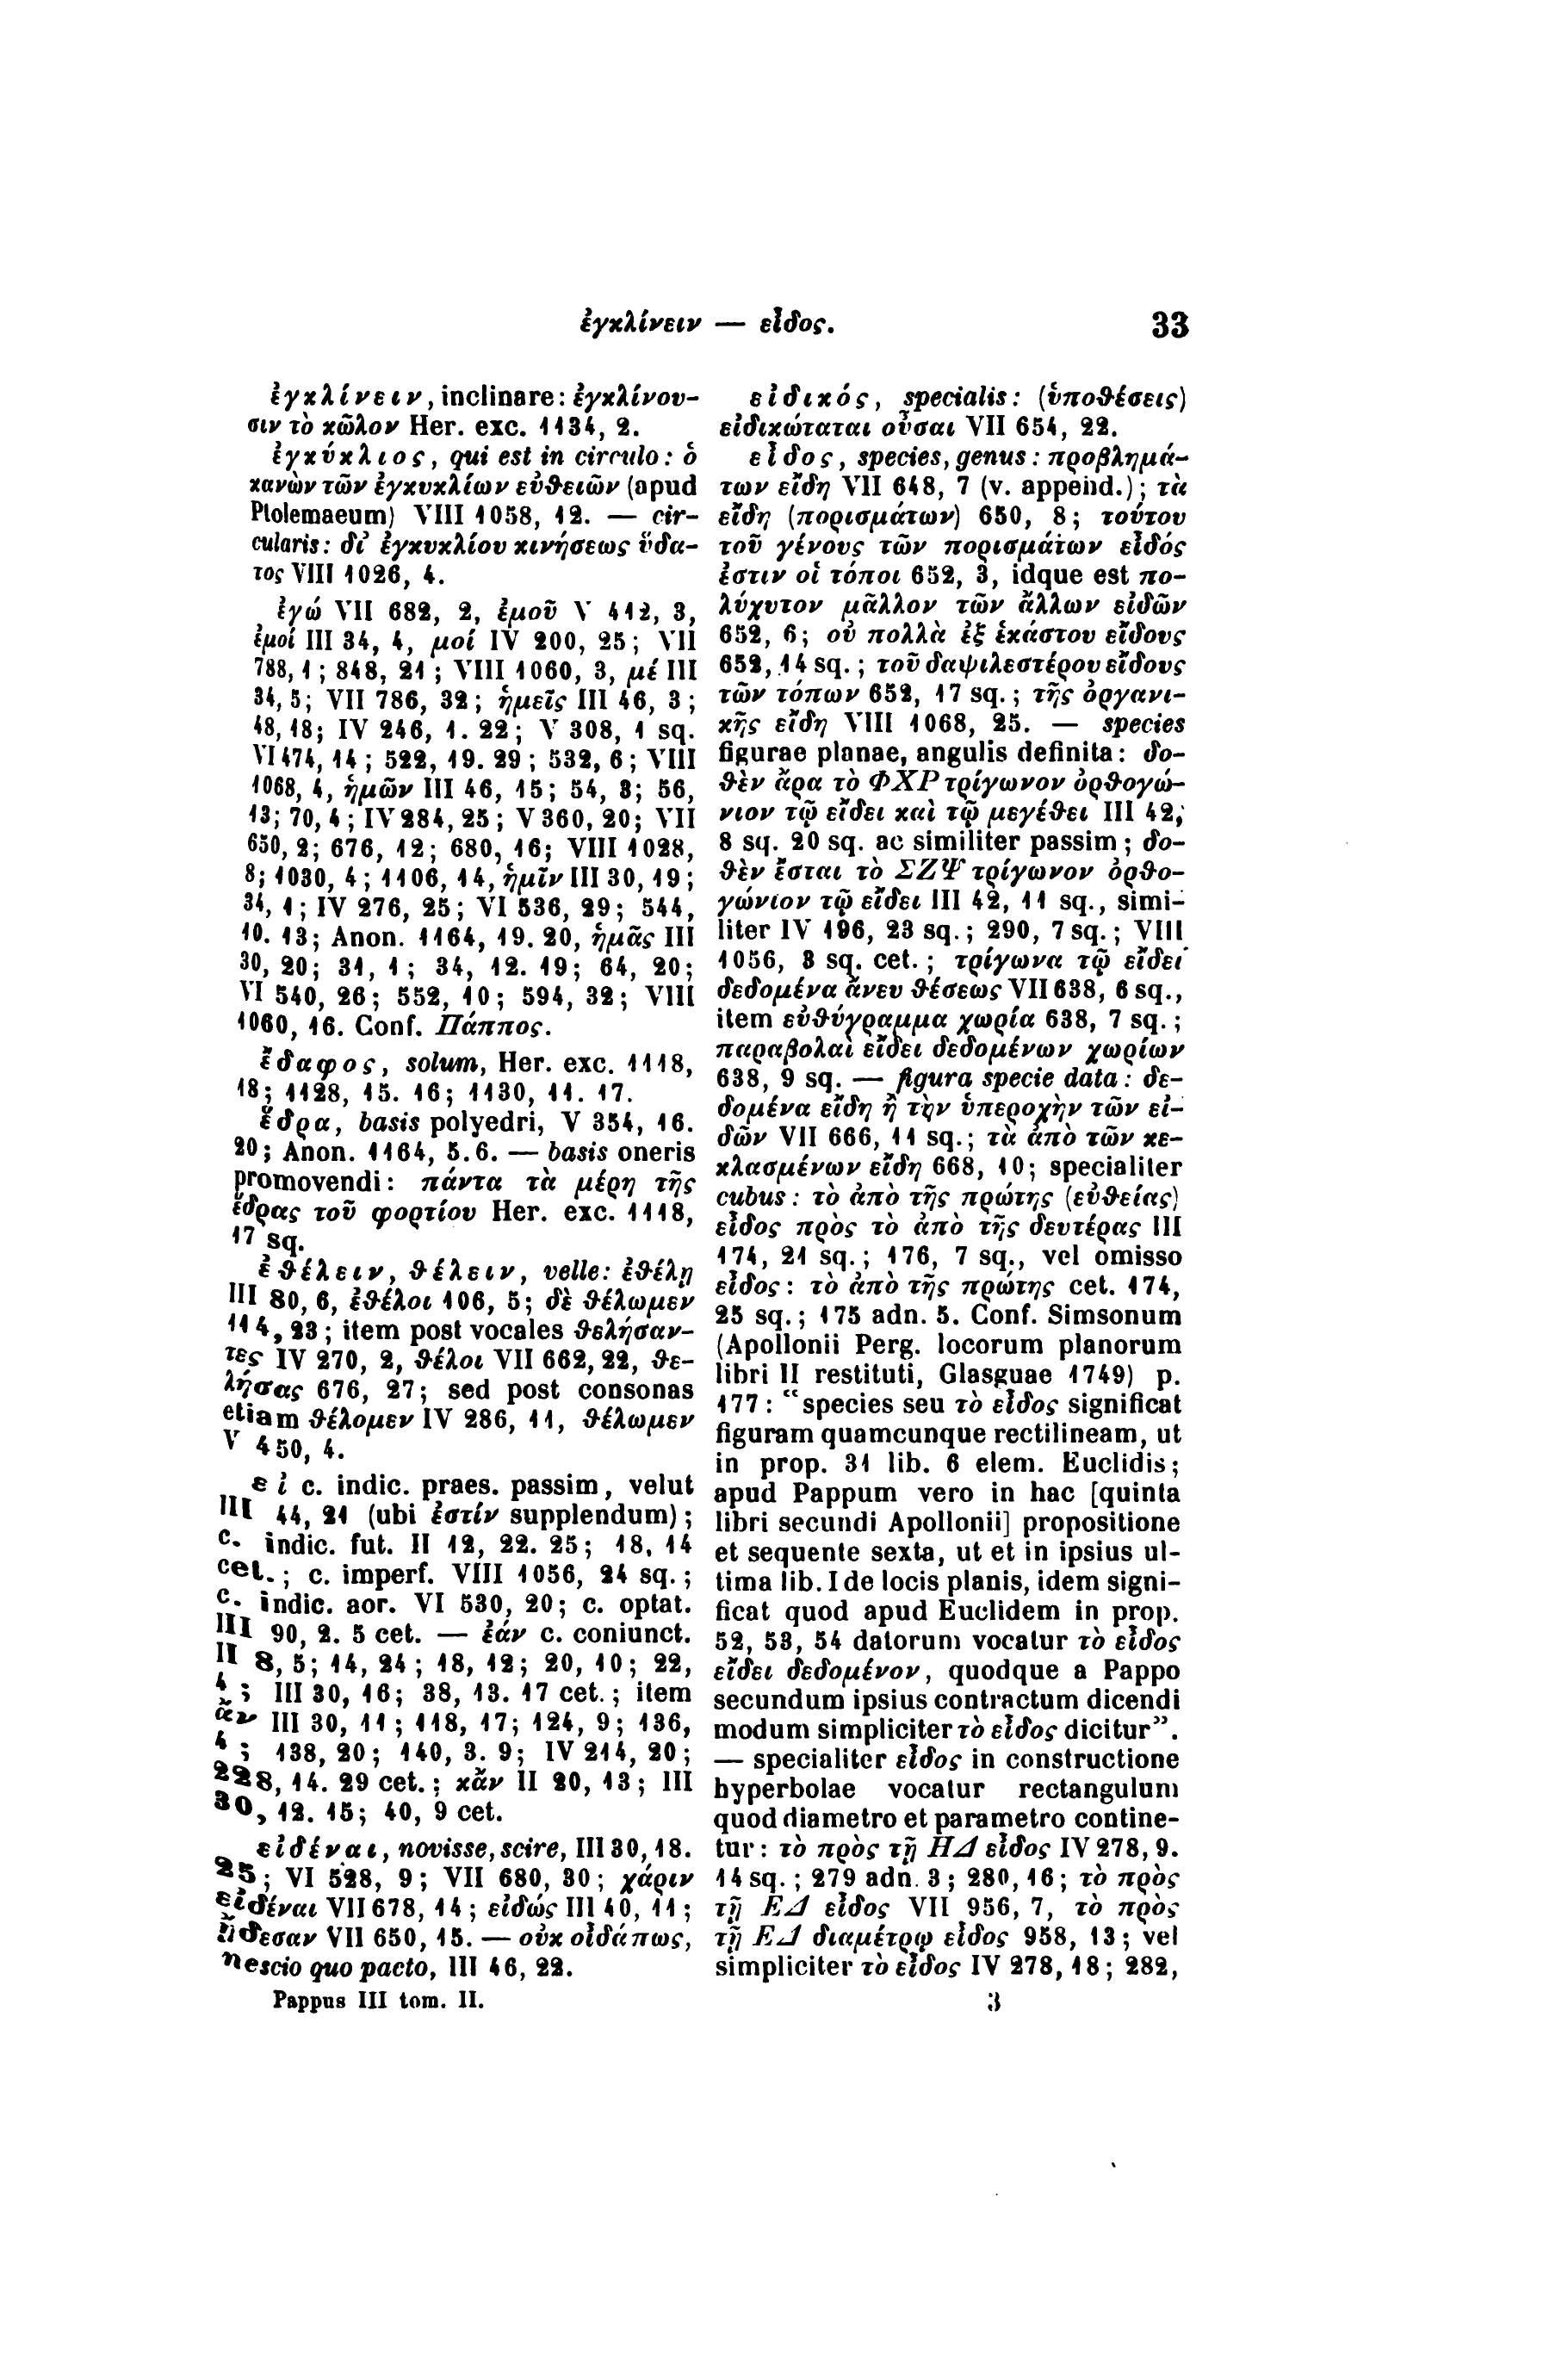 ἐγκλίνειν — εἶδος.
33
ἐγκλίνειν, inclinare: ἐγκλίνου-
σιν τὸ κῶλον Her. exc. 1134, 2.
ἐγκύκλιος, qui est in circulo: ὁ
κανὼν τῶν ἐγκυκλίων εὐθειῶν (apud
Ptolemaeum) VIII 1058, 12. — cir-
cularis: δι' ἐγκυκλίου κινήσεως ὕδα-
τος VIII 1026, 4.
ἐγώ VII 682, 2, ἐμοῦ V 412, 3,
ἐμοί III 34, 4, μοί IV 200, 25; VII
788, 1; 848, 21; VIII 1060, 3, μέ III
34, 5; VII 786, 32; ἡμεῖς III 46, 3;
48, 18; IV 246, 1. 22; V 308, 1 sq.
VI 474, 14; 522, 19. 29; 532, 6; VIII
1068, 4, ἡμῶν III 46, 15; 54, 3; 56,
13; 70, 4; IV 284, 25; V 360, 20; VII
650, 2; 676, 12; 680, 16; VIII 1028,
8; 1030, 4; 1106, 14, ἡμῖν III 30, 19;
34, 1; IV 276, 25; VI 536, 29; 544,
10. 13; Anon. 1164, 19. 20, ἡμᾶς III
30, 20; 31, 1; 34, 12. 19; 64, 20;
VI 540, 26; 552, 10; 594, 32; VIII
1060, 16. Conf. Πάππος.
ἔδαφος, solum, Her. exc. 1118,
18; 1128, 15. 16; 1130, 11. 17.
ἕδρα, basis polyedri, V 354, 16.
20; Anon. 1164, 5. 6. — basis oneris
promovendi: πάντα τὰ μέρη τῆς
ἕδρας τοῦ φορτίου Her. exc. 1118,
17 sq.
ἐθέλειν, θέλειν, velle: ἐθέλῃ
III 80, 6, ἐθέλοι 106, 5; δὲ θέλωμεν
114, 23; item post vocales θελήσαν-
τες IV 270, 2, θέλοι VII 662, 22, θε-
λήσας 676, 27; sed post consonas
etiam θέλομεν IV 286, 11, θέλωμεν
V 450, 4.
εἰ c. indic. praes. passim, velut
III 44, 21 (ubi ἐστίν supplendum);
c. indic. fut. II 12, 22. 25; 18, 14
cet.; c. imperf. VIII 1056, 24 sq.;
c. indic. aor. VI 530, 20; c. optat.
III 90, 2. 5 cet. — ἐάν c. coniunct.
II 8, 5; 14, 24; 18, 12; 20, 10; 22,
4; III 30, 16; 38, 13. 17 cet.; item
ἄν III 30, 11; 118, 17; 124, 9; 136,
4; 138, 20; 140, 3. 9; IV 214, 20;
228, 14. 29 cet.; κἄν II 20, 13; III
30, 12. 15; 40, 9 cet.
εἰδέναι, novisse, scire, III 30, 18.
25; VI 528, 9; VII 680, 30; χάριν
εἰδέναι VII 678, 14; εἰδώς III 40, 11;
ᾔδεσαν VII 650, 15. — οὐκ οἶδά πως,
nescio quo pacto, III 46, 22.
Pappus III tom. II.
εἰδικός, specialis: (ὑποθέσεις)
εἰδικώταται οὖσαι VII 654, 22.
εἶδος, species, genus: προβλημά-
των εἴδη VII 648, 7 (v. append.); τὰ
εἴδη (πορισμάτων) 650, 8; τούτου
τοῦ γένους τῶν πορισμάτων εἶδός
ἐστιν οἱ τόποι 652, 3, idque est πο-
λύχυτον μᾶλλον τῶν ἄλλων εἰδῶν
652, 6; οὐ πολλὰ ἐξ ἑκάστου εἴδους
652, 14 sq.; τοῦ δαψιλεστέρου εἴδους
τῶν τόπων 652, 17 sq.; τῆς ὀργανι-
κῆς εἴδη VIII 1068, 25. — species
figurae planae, angulis definita: δο-
θὲν ἄρα τὸ ΦΧΡ τρίγωνον ὀρθογώ-
νιον τῷ εἴδει καὶ τῷ μεγέθει III 42,
8 sq. 20 sq. ac similiter passim; δο-
θὲν ἔσται τὸ ΣΖΨ τρίγωνον ὀρθο-
γώνιον τῷ εἴδει III 42, 11 sq., simi-
liter IV 196, 23 sq.; 290, 7 sq.; VIII
1056, 3 sq. cet.; τρίγωνα τῷ εἴδει
δεδομένα ἄνευ θέσεως VII 638, 6 sq.,
item εὐθύγραμμα χωρία 638, 7 sq.;
παραβολαὶ εἴδει δεδομένων χωρίων
638, 9 sq. — figura specie data: δε-
δομένα εἴδη ἢ τὴν ὑπεροχὴν τῶν εἰ-
δῶν VII 666, 11 sq.; τὰ ἀπὸ τῶν κε-
κλασμένων εἴδη 668, 10; specialiter
cubus: τὸ ἀπὸ τῆς πρώτης (εὐθείας)
εἶδος πρὸς τὸ ἀπὸ τῆς δευτέρας III
174, 21 sq.; 176, 7 sq., vel omisso
εἶδος: τὸ ἀπὸ τῆς πρώτης cet. 174,
25 sq.; 175 adn. 5. Conf. Simsonum
(Apollonii Perg. locorum planorum
libri II restituti, Glasguae 1749) p.
177: “species seu τὸ εἶδος significat
figuram quamcunque rectilineam, ut
in prop. 31 lib. 6 elem. Euclidis;
apud Pappum vero in hac [quinta
libri secundi Apollonii] propositione
et sequente sexta, ut et in ipsius ul-
tima lib. I de locis planis, idem signi-
ficat quod apud Euclidem in prop.
52, 53, 54 datorum vocatur τὸ εἶδος
εἴδει δεδομένον, quodque a Pappo
secundum ipsius contractum dicendi
modum simpliciter τὸ εἶδος dicitur”.
— specialiter εἶδος in constructione
hyperbolae vocatur rectangulum
quod diametro et parametro contine-
tur: τὸ πρὸς τῇ ΗΔ εἶδος IV 278, 9.
14 sq.; 279 adn. 3; 280, 16; τὸ πρὸς
τῇ ΕΔ εἶδος VII 956, 7, τὸ πρὸς
τῇ ΕΔ διαμέτρῳ εἶδος 958, 13; vel
simpliciter τὸ εἶδος IV 278, 18; 282,
3